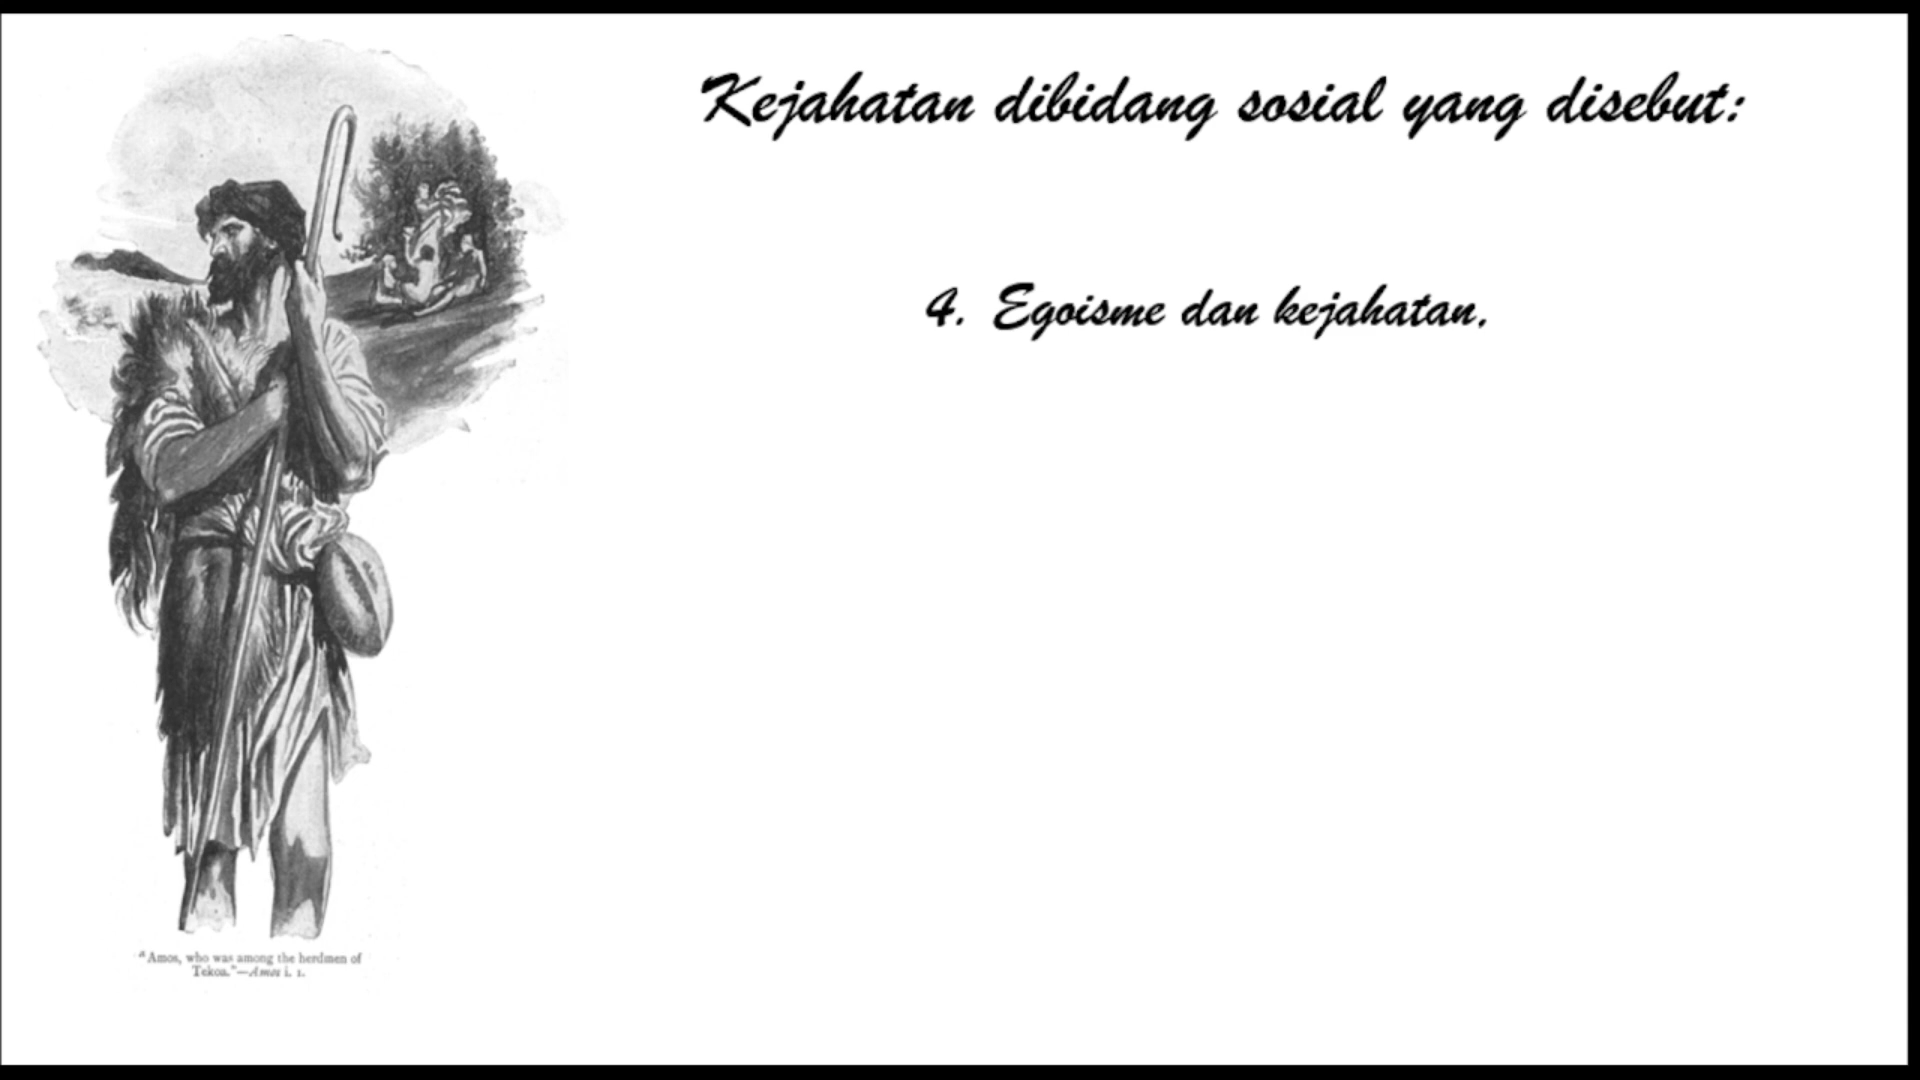 Kejahatan dibidang sosial yang disebut:
4. Egoisme dan kejahatan.
"Amos, who was among the herdmen of
Tekoa."—Amos i. 1.